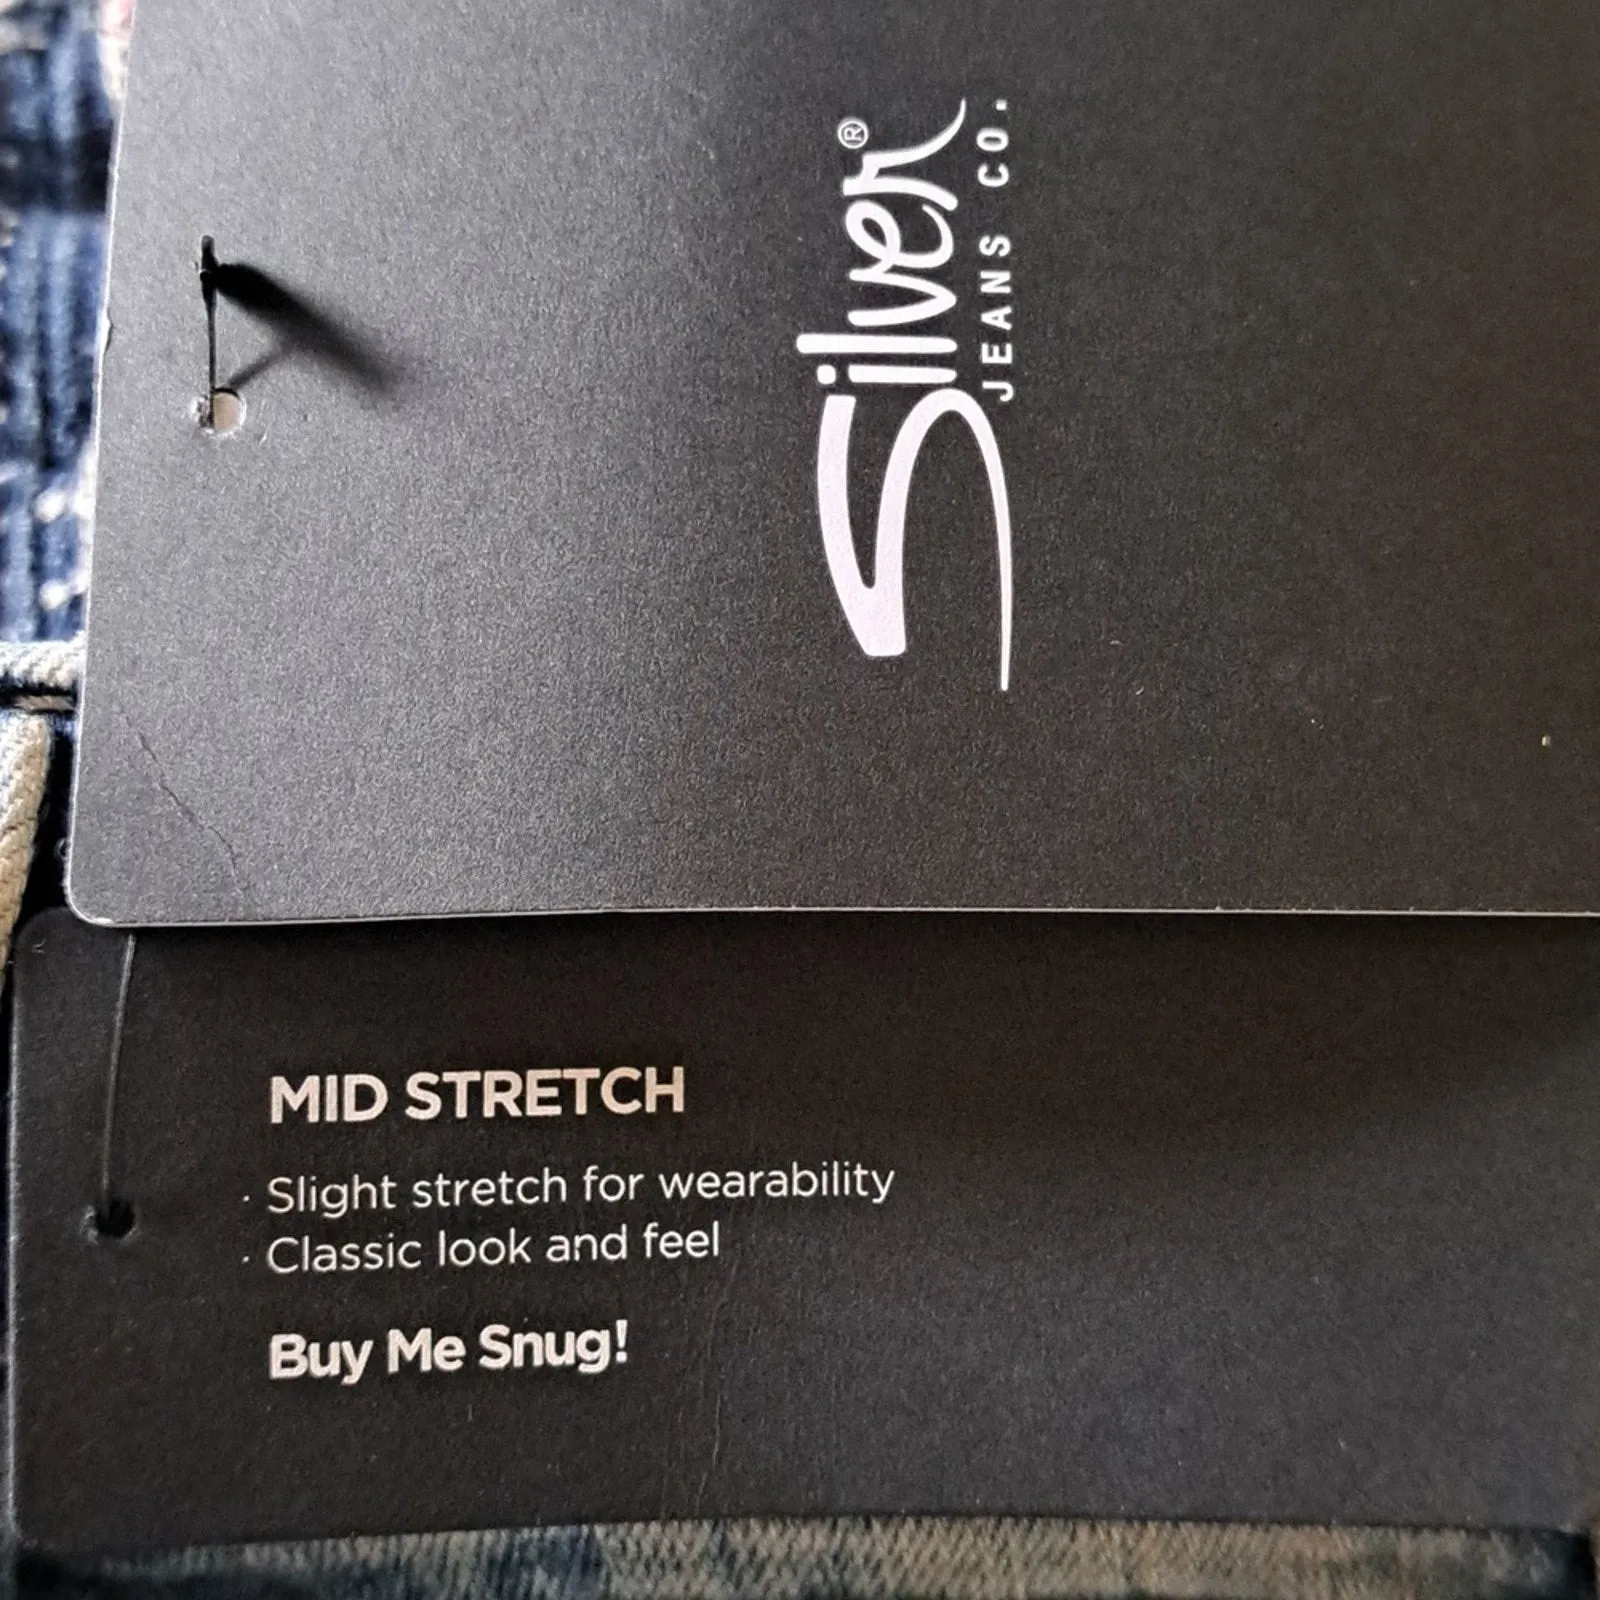 Silver®
JEANS CO.
MID STRETCH
· Slight stretch for wearability
· Classic look and feel
Buy Me Snug!